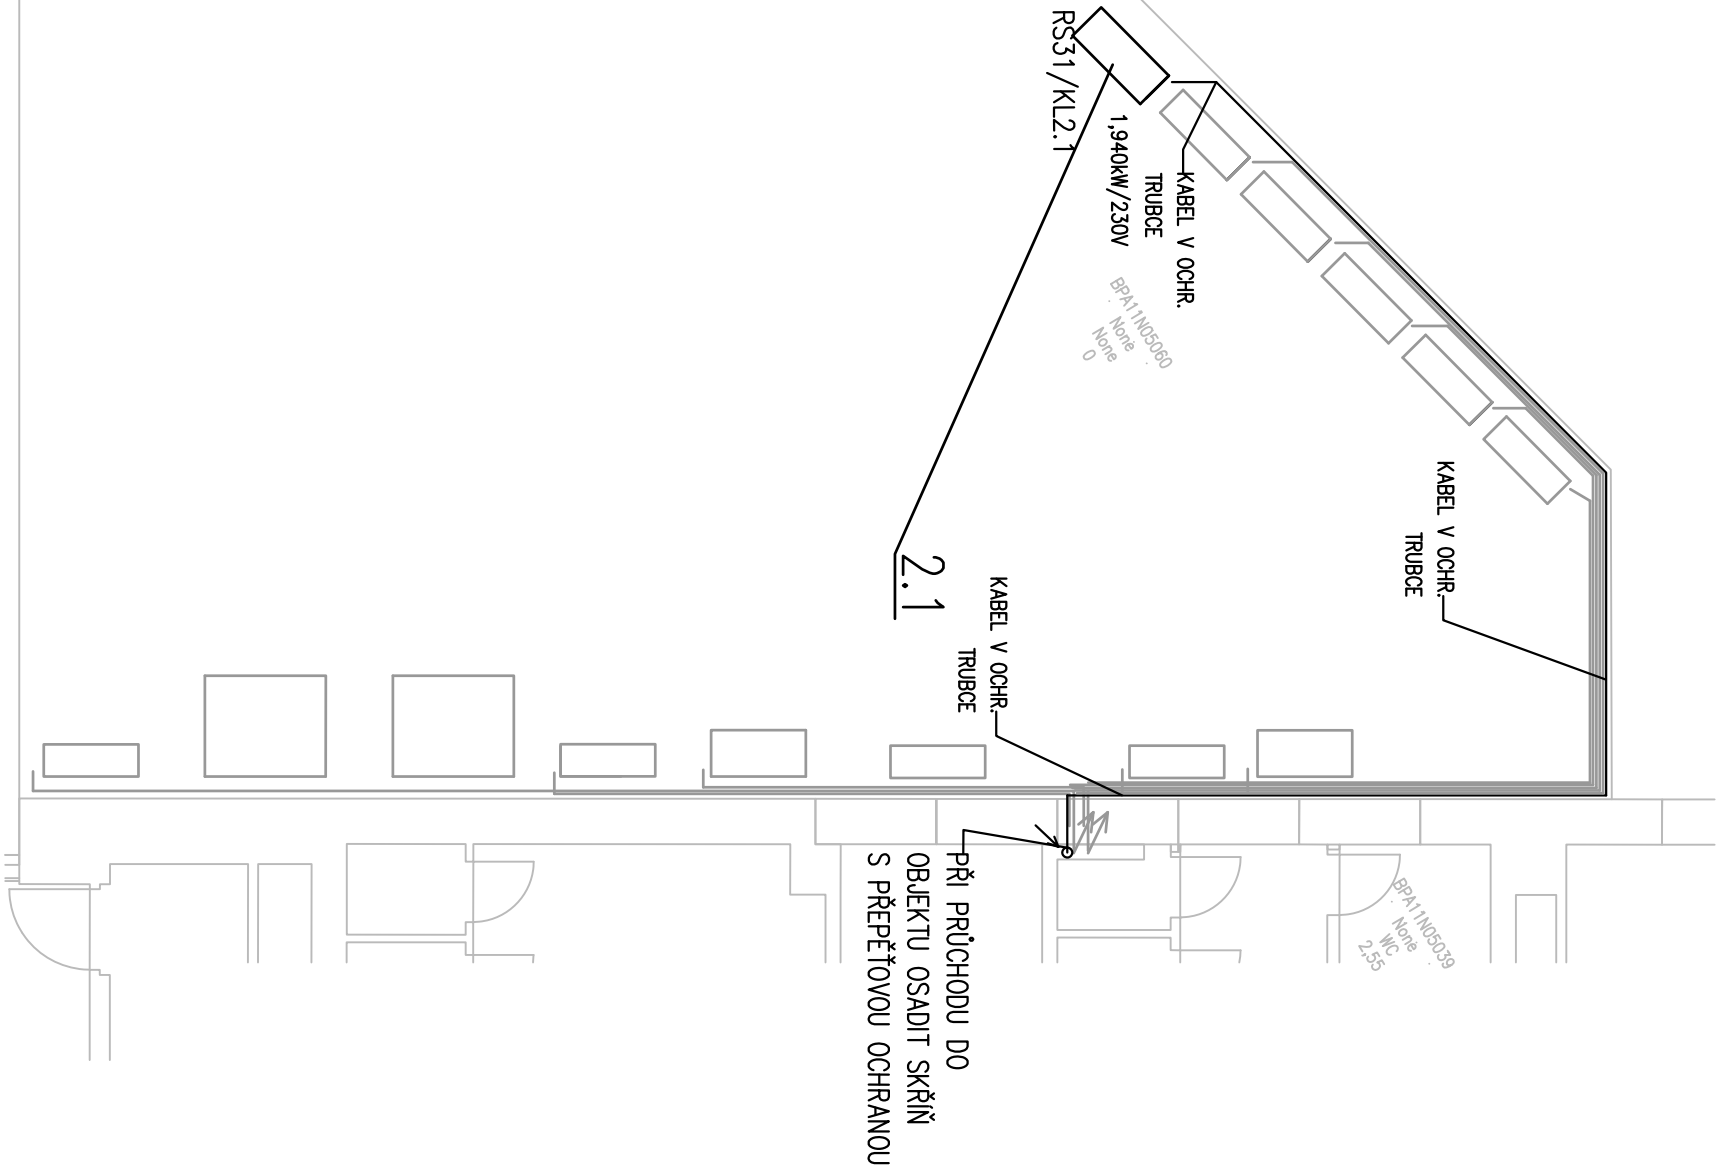 RS31/KL2.1
1,940kW/230V
KABEL V OCHR.
TRUBCE
BPA11N05060
. None .
None
0
KABEL V OCHR.
TRUBCE
2.1
KABEL V OCHR.
TRUBCE
PŘI PRŮCHODU DO
OBJEKTU OSADIT SKŘÍŇ
S PŘEPĚŤOVOU OCHRANOU
BPA11N05039
. None .
WC
2,55